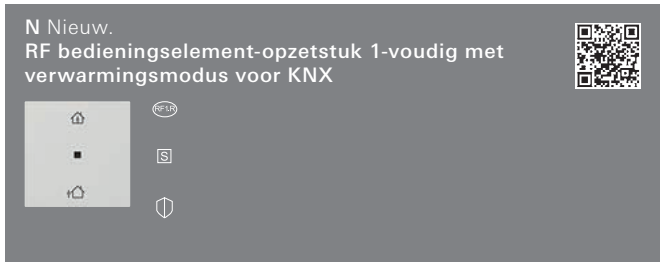 N Nieuw.
RF bedieningselement-opzetstuk 1-voudig met
verwarmingsmodus voor KNX
RF1.R
S